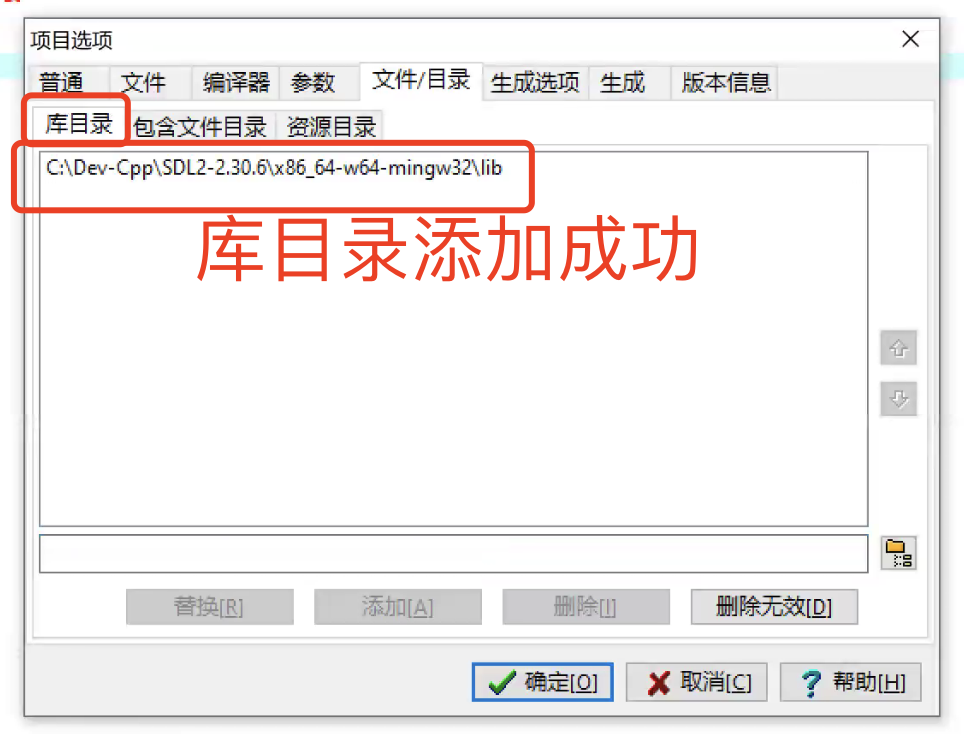 项目选项
普通 文件 编译器 参数 文件/目录 生成选项 生成 版本信息
库目录 包含文件目录 资源目录
C:\Dev-Cpp\SDL2-2.30.6\x86_64-w64-mingw32\lib
库目录添加成功
替换[R] 添加[A] 删除[I] 删除无效[D]
确定[O] 取消[C] 帮助[H]